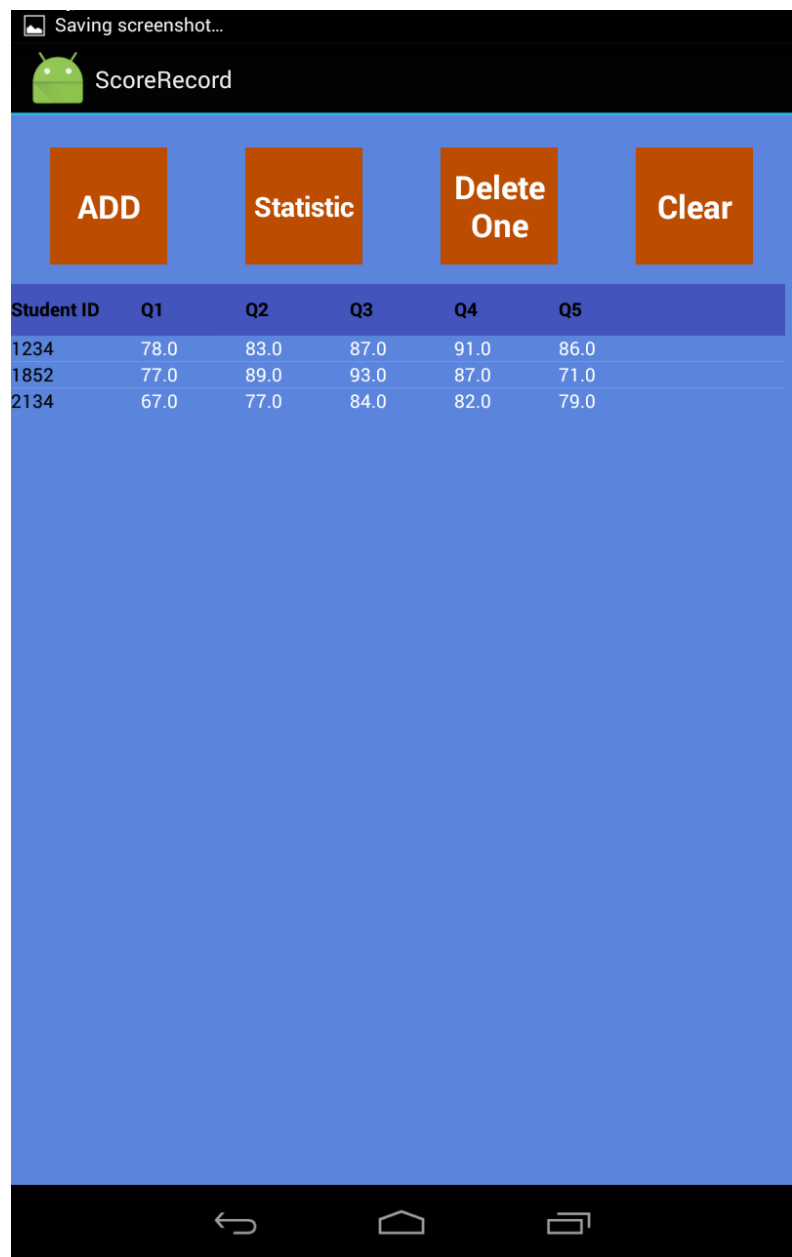 Saving screenshot...
ScoreRecord
ADD Statistic Delete One Clear
Student ID Q1 Q2 Q3 Q4 Q5
1234 78.0 83.0 87.0 91.0 86.0
1852 77.0 89.0 93.0 87.0 71.0
2134 67.0 77.0 84.0 82.0 79.0